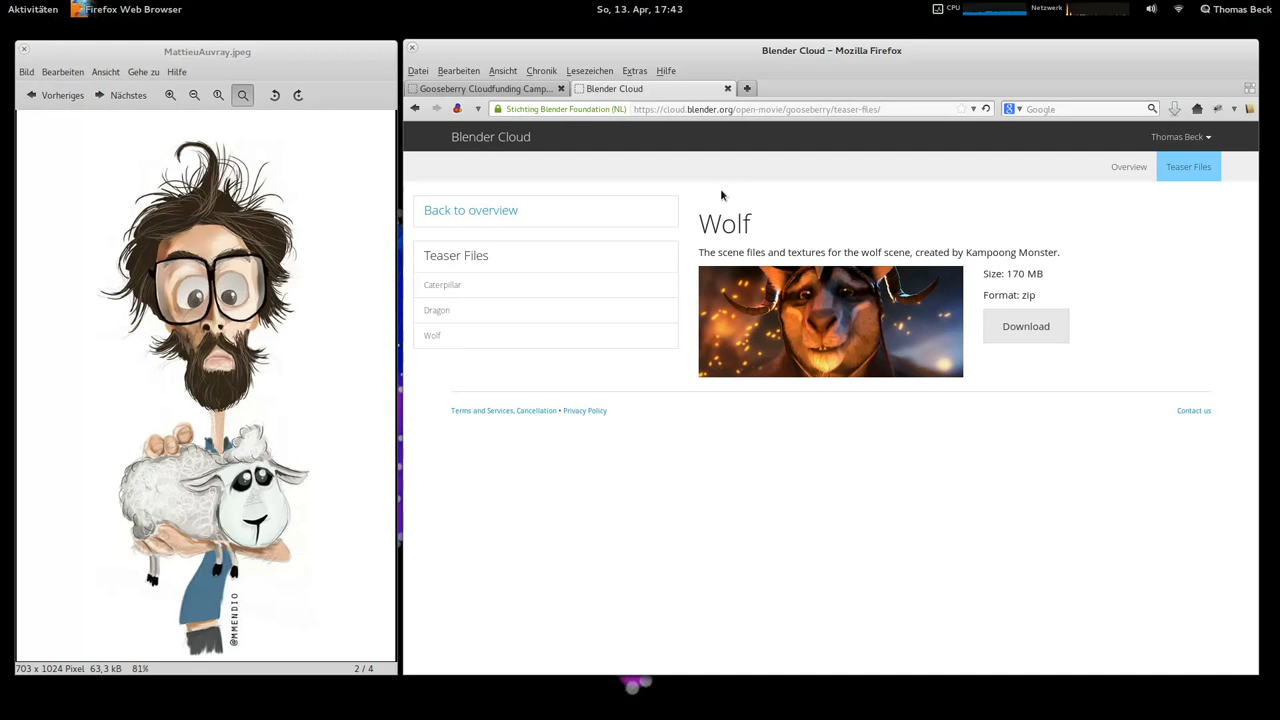 Aktivitäten Firefox Web Browser So, 13. Apr, 17:43 CPU Netzwerk Thomas Beck
MattieuAuvray.jpeg
Bild Bearbeiten Ansicht Gehe zu Hilfe
Vorheriges Nächstes
@MMENDIO
703 x 1024 Pixel 63,3 kB 81% 2 / 4
Blender Cloud – Mozilla Firefox
Datei Bearbeiten Ansicht Chronik Lesezeichen Extras Hilfe
Gooseberry Cloudfunding Camp... Blender Cloud
Stichting Blender Foundation (NL) https://cloud.blender.org/open-movie/gooseberry/teaser-files/ Google
Blender Cloud Thomas Beck
Overview Teaser Files
Back to overview
Teaser Files
Caterpillar
Dragon
Wolf
Wolf
The scene files and textures for the wolf scene, created by Kampoong Monster.
Size: 170 MB
Format: zip
Download
Terms and Services, Cancellation • Privacy Policy Contact us